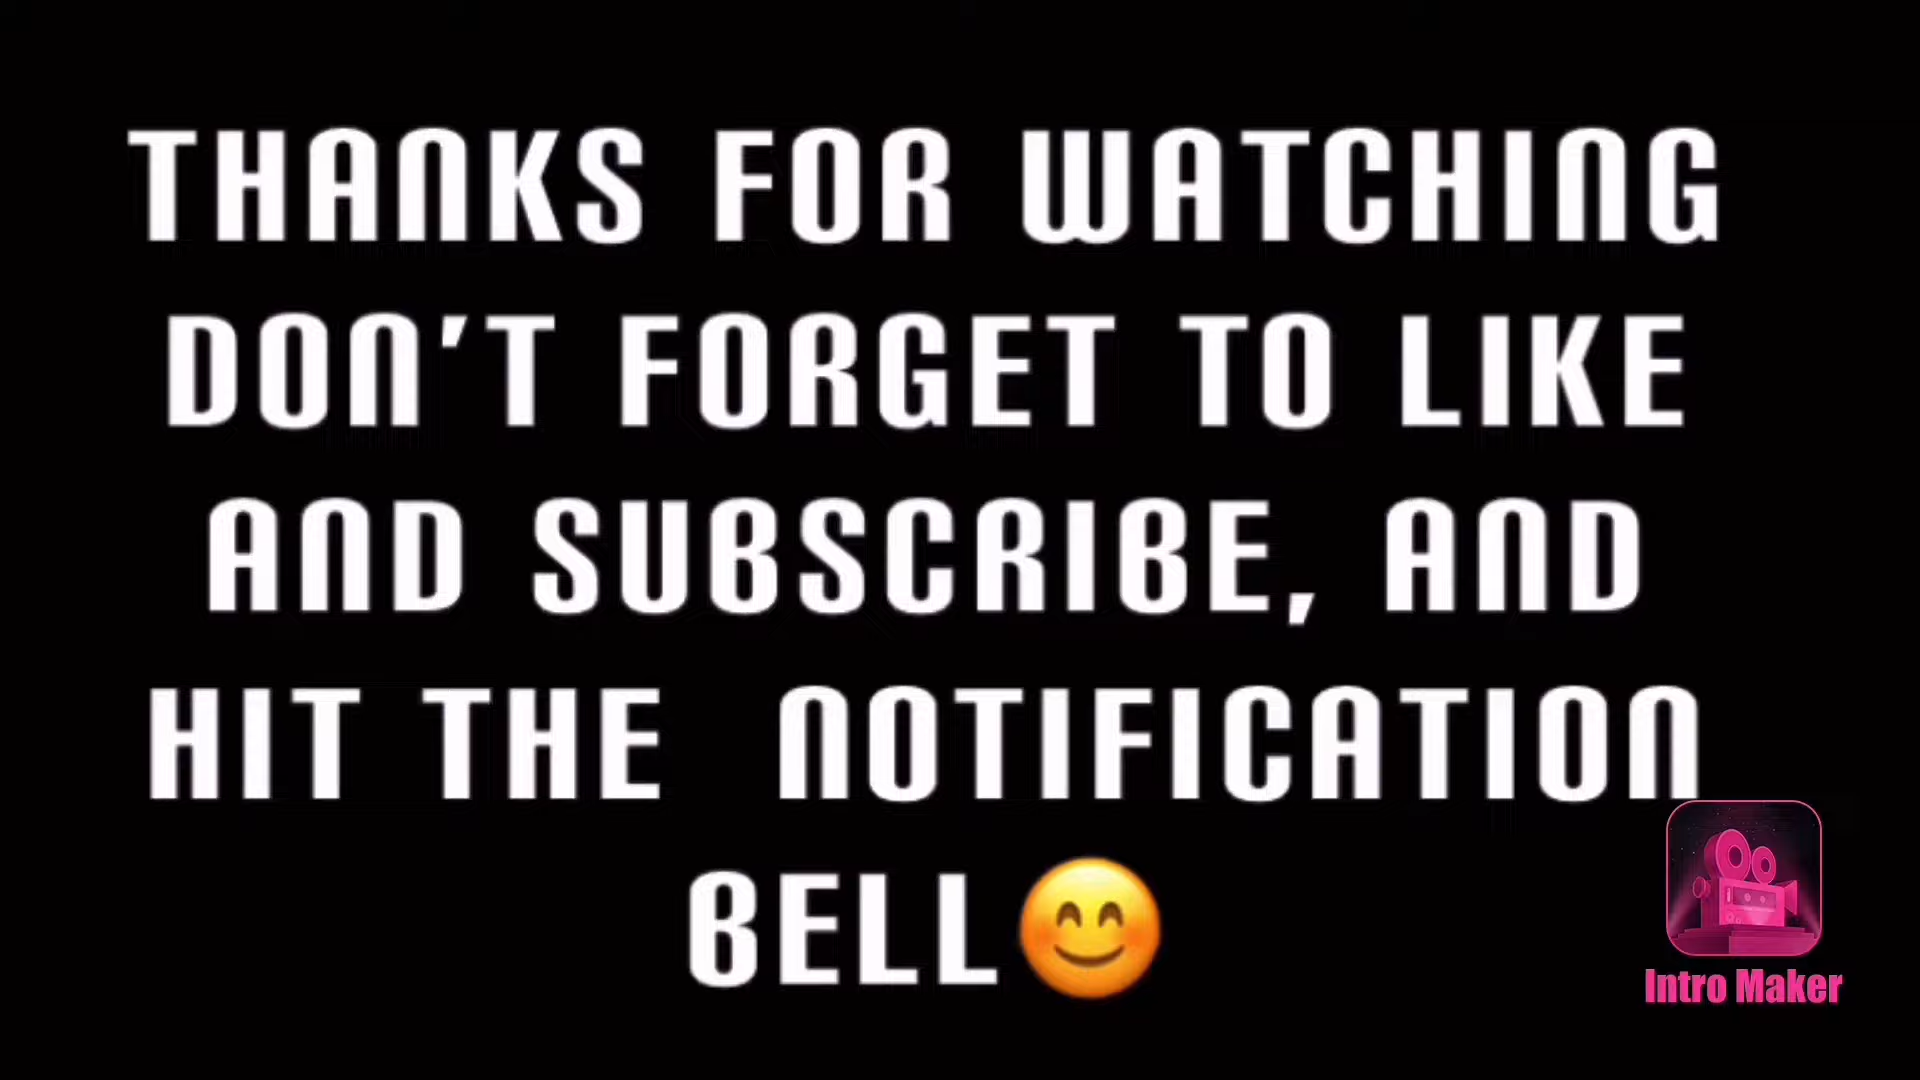 THANKS FOR WATCHING
DON'T FORGET TO LIKE
AND SUBSCRIBE, AND
HIT THE  NOTIFICATION
BELL😊
Intro Maker